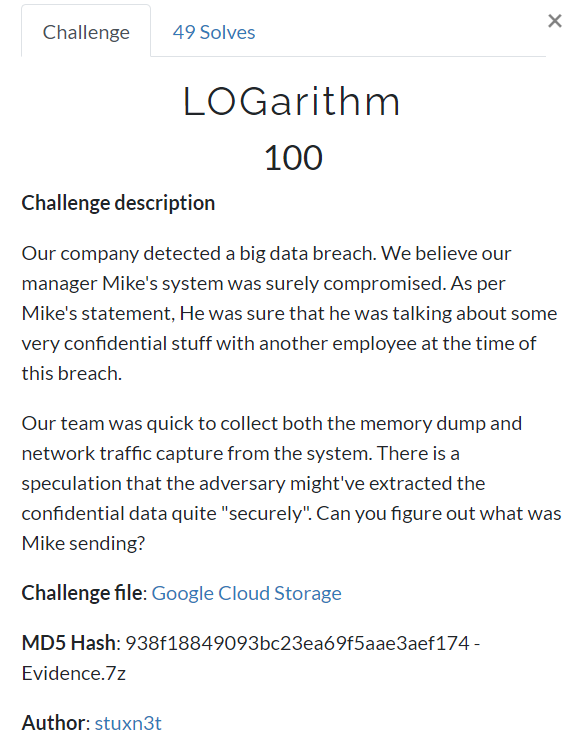 Challenge
49 Solves
×
LOGarithm
100
Challenge description
Our company detected a big data breach. We believe our
manager Mike's system was surely compromised. As per
Mike's statement, He was sure that he was talking about some
very confidential stuff with another employee at the time of
this breach.
Our team was quick to collect both the memory dump and
network traffic capture from the system. There is a
speculation that the adversary might've extracted the
confidential data quite "securely". Can you figure out what was
Mike sending?
Challenge file: Google Cloud Storage
MD5 Hash: 938f18849093bc23ea69f5aae3aef174 -
Evidence.7z
Author: stuxn3t